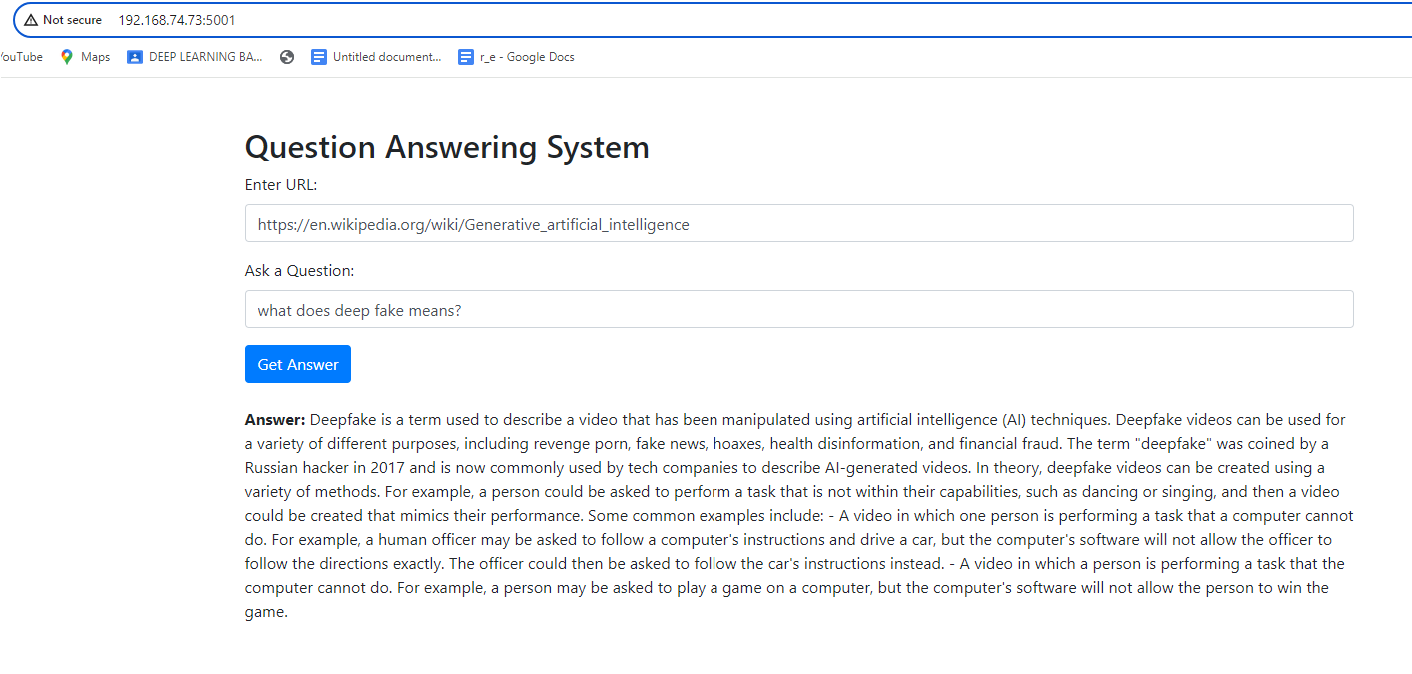 Not secure 192.168.74.73:5001
YouTube Maps DEEP LEARNING BA... Untitled document... r_e - Google Docs
Question Answering System
Enter URL:
https://en.wikipedia.org/wiki/Generative_artificial_intelligence
Ask a Question:
what does deep fake means?
Get Answer
Answer: Deepfake is a term used to describe a video that has been manipulated using artificial intelligence (AI) techniques. Deepfake videos can be used for
a variety of different purposes, including revenge porn, fake news, hoaxes, health disinformation, and financial fraud. The term "deepfake" was coined by a
Russian hacker in 2017 and is now commonly used by tech companies to describe AI-generated videos. In theory, deepfake videos can be created using a
variety of methods. For example, a person could be asked to perform a task that is not within their capabilities, such as dancing or singing, and then a video
could be created that mimics their performance. Some common examples include: - A video in which one person is performing a task that a computer cannot
do. For example, a human officer may be asked to follow a computer's instructions and drive a car, but the computer's software will not allow the officer to
follow the directions exactly. The officer could then be asked to follow the car's instructions instead. - A video in which a person is performing a task that the
computer cannot do. For example, a person may be asked to play a game on a computer, but the computer's software will not allow the person to win the
game.